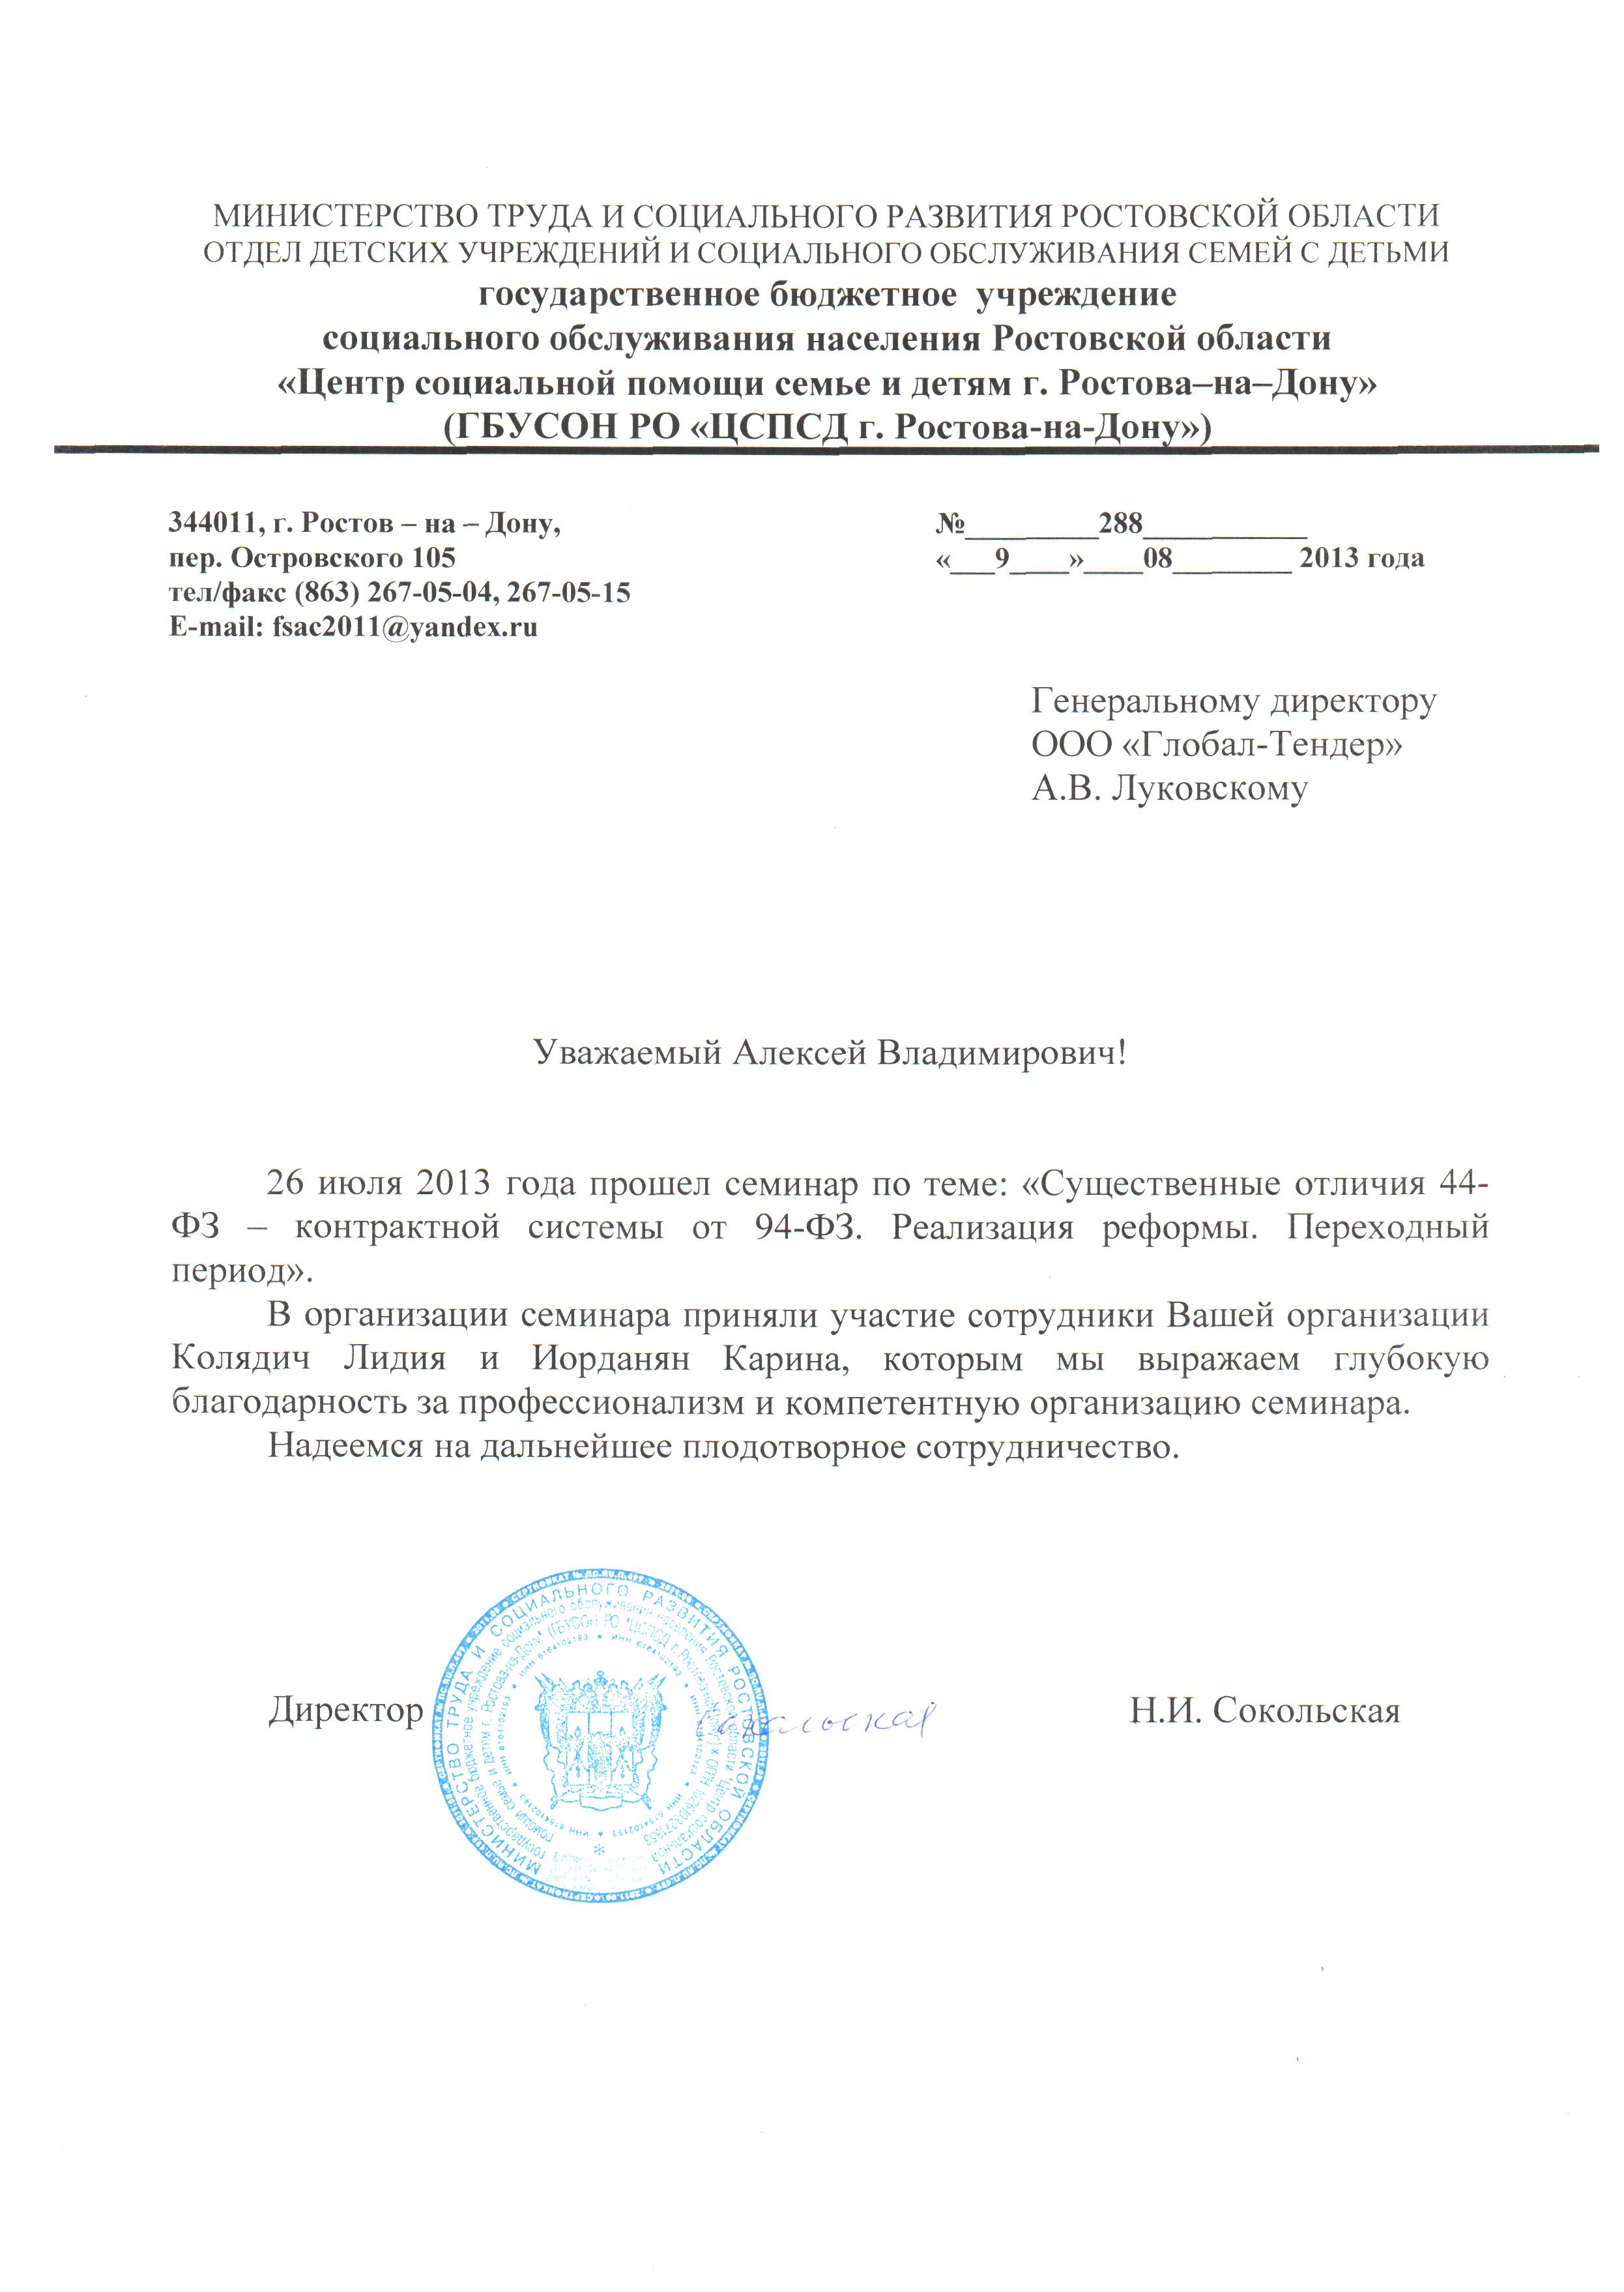 МИНИСТЕРСТВО ТРУДА И СОЦИАЛЬНОГО РАЗВИТИЯ РОСТОВСКОЙ ОБЛАСТИ
ОТДЕЛ ДЕТСКИХ УЧРЕЖДЕНИЙ И СОЦИАЛЬНОГО ОБСЛУЖИВАНИЯ СЕМЕЙ С ДЕТЬМИ
государственное бюджетное учреждение
социального обслуживания населения Ростовской области
«Центр социальной помощи семье и детям г. Ростова–на–Дону»
(ГБУСОН РО «ЦСПСД г. Ростова-на-Дону»)
344011, г. Ростов – на – Дону,
пер. Островского 105
тел/факс (863) 267-05-04, 267-05-15
E-mail: fsac2011@yandex.ru
№_________288___________
«___9____»____08________ 2013 года
Генеральному директору
ООО «Глобал-Тендер»
А.В. Луковскому
Уважаемый Алексей Владимирович!
26 июля 2013 года прошел семинар по теме: «Существенные отличия 44-
ФЗ – контрактной системы от 94-ФЗ. Реализация реформы. Переходный
период».
В организации семинара приняли участие сотрудники Вашей организации
Колядич Лидия и Иорданян Карина, которым мы выражаем глубокую
благодарность за профессионализм и компетентную организацию семинара.
Надеемся на дальнейшее плодотворное сотрудничество.
Директор
Н.И. Сокольская
МИНИСТЕРСТВО ТРУДА И СОЦИАЛЬНОГО РАЗВИТИЯ РОСТОВСКОЙ ОБЛАСТИ
государственное бюджетное учреждение социального обслуживания населения Ростовской области "Центр социальной
помощи семье и детям г. Ростова-на-Дону" (ГБУСОН РО "ЦСПСД г. Ростова-на-Дону")
ИНН 6164102193